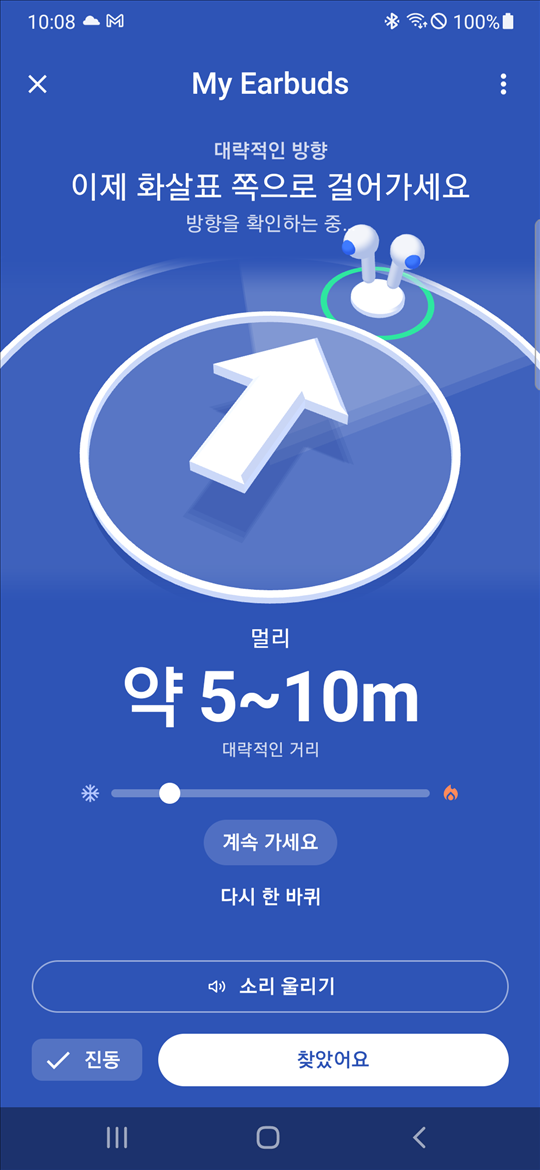 10:08
100%
My Earbuds
대략적인 방향
이제 화살표 쪽으로 걸어가세요
방향을 확인하는 중.
멀리
약 5~10m
대략적인 거리
계속 가세요
다시 한 바퀴
소리 울리기
진동
찾았어요